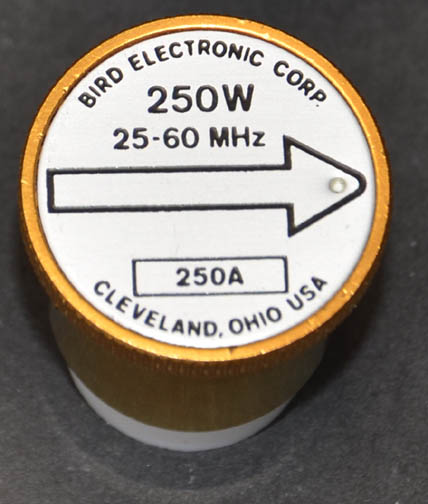 BIRD ELECTRONIC CORP.
250W
25-60 MHz
250A
CLEVELAND, OHIO USA